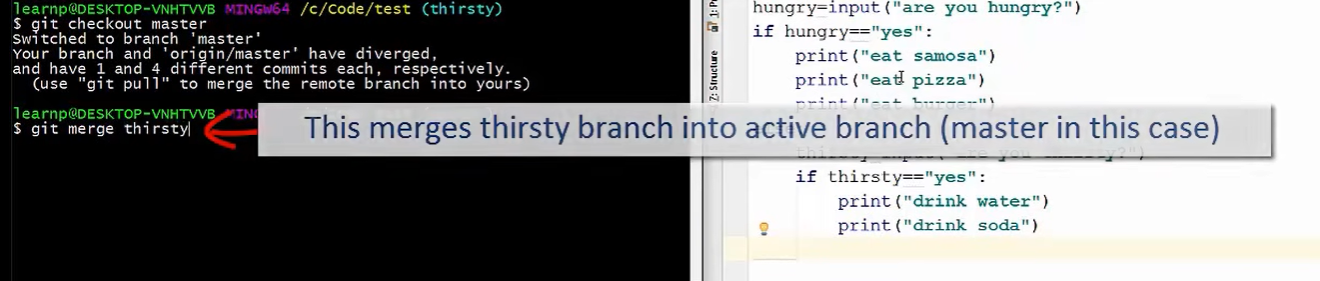 learnp@DESKTOP-VNHTVVB MINGW64 /c/Code/test (thirsty)
$ git checkout master
Switched to branch 'master'
Your branch and 'origin/master' have diverged,
and have 1 and 4 different commits each, respectively.
(use "git pull" to merge the remote branch into yours)
learnp@DESKTOP-VNHTVVB MING
$ git merge thirsty
This merges thirsty branch into active branch (master in this case)
1: P
Z: Structure
hungry=input("are you hungry?")
if hungry=="yes":
print("eat samosa")
print("eat pizza")
print("eat burger")
thirsty=input("are you thirsty?")
if thirsty=="yes":
print("drink water")
print("drink soda")